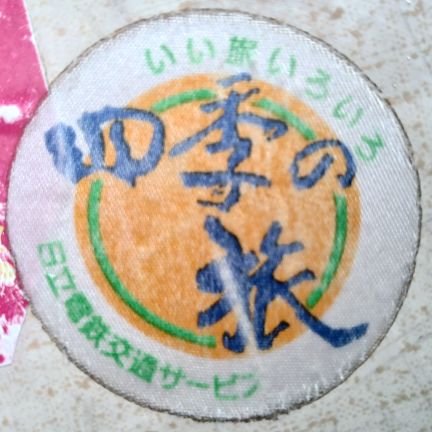 いい旅いろいろ
四季の
旅
日立電鉄交通サービス